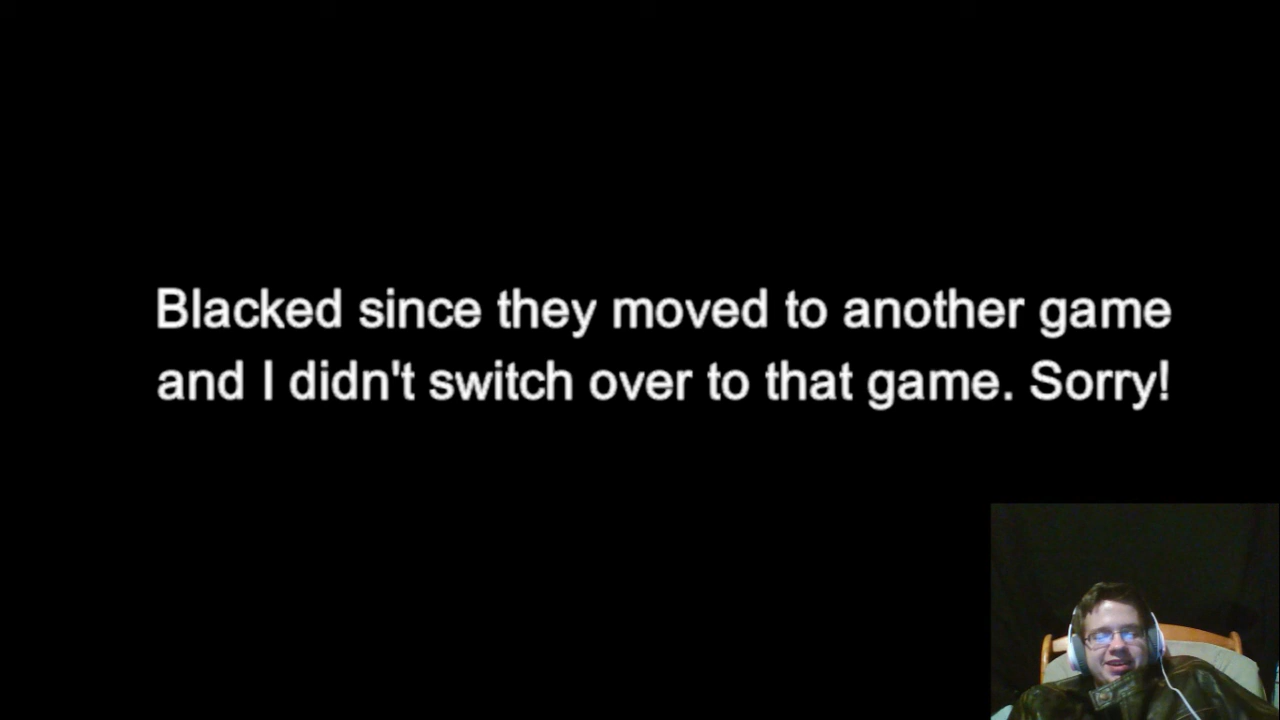 Blacked since they moved to another game
and I didn't switch over to that game. Sorry!